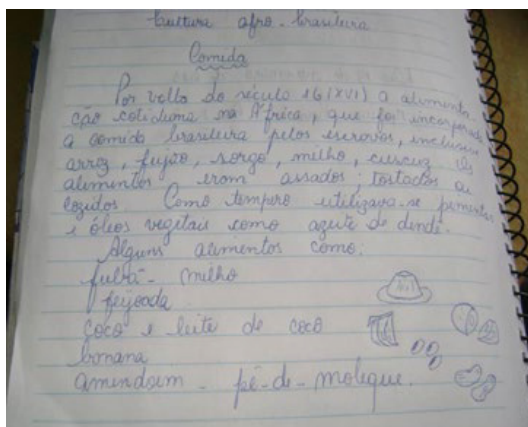 Cultura afro-brasileira
Comida
Por volta do século 16 (XVI) a alimenta
ção cotidiana na África, que foi incorporada
a comida brasileira pelos escravos, inclusive
arroz, feijão, sorgo, milho, cuscuz. Os
alimentos eram assados, tostados ou
cozidos. Como tempero utilizava-se pimentas
e óleos vegetais como azeite de dendê.
Alguns alimentos como:
fubá - milho
feijoada
coco e leite de coco
banana
amendoim - pé-de-moleque.